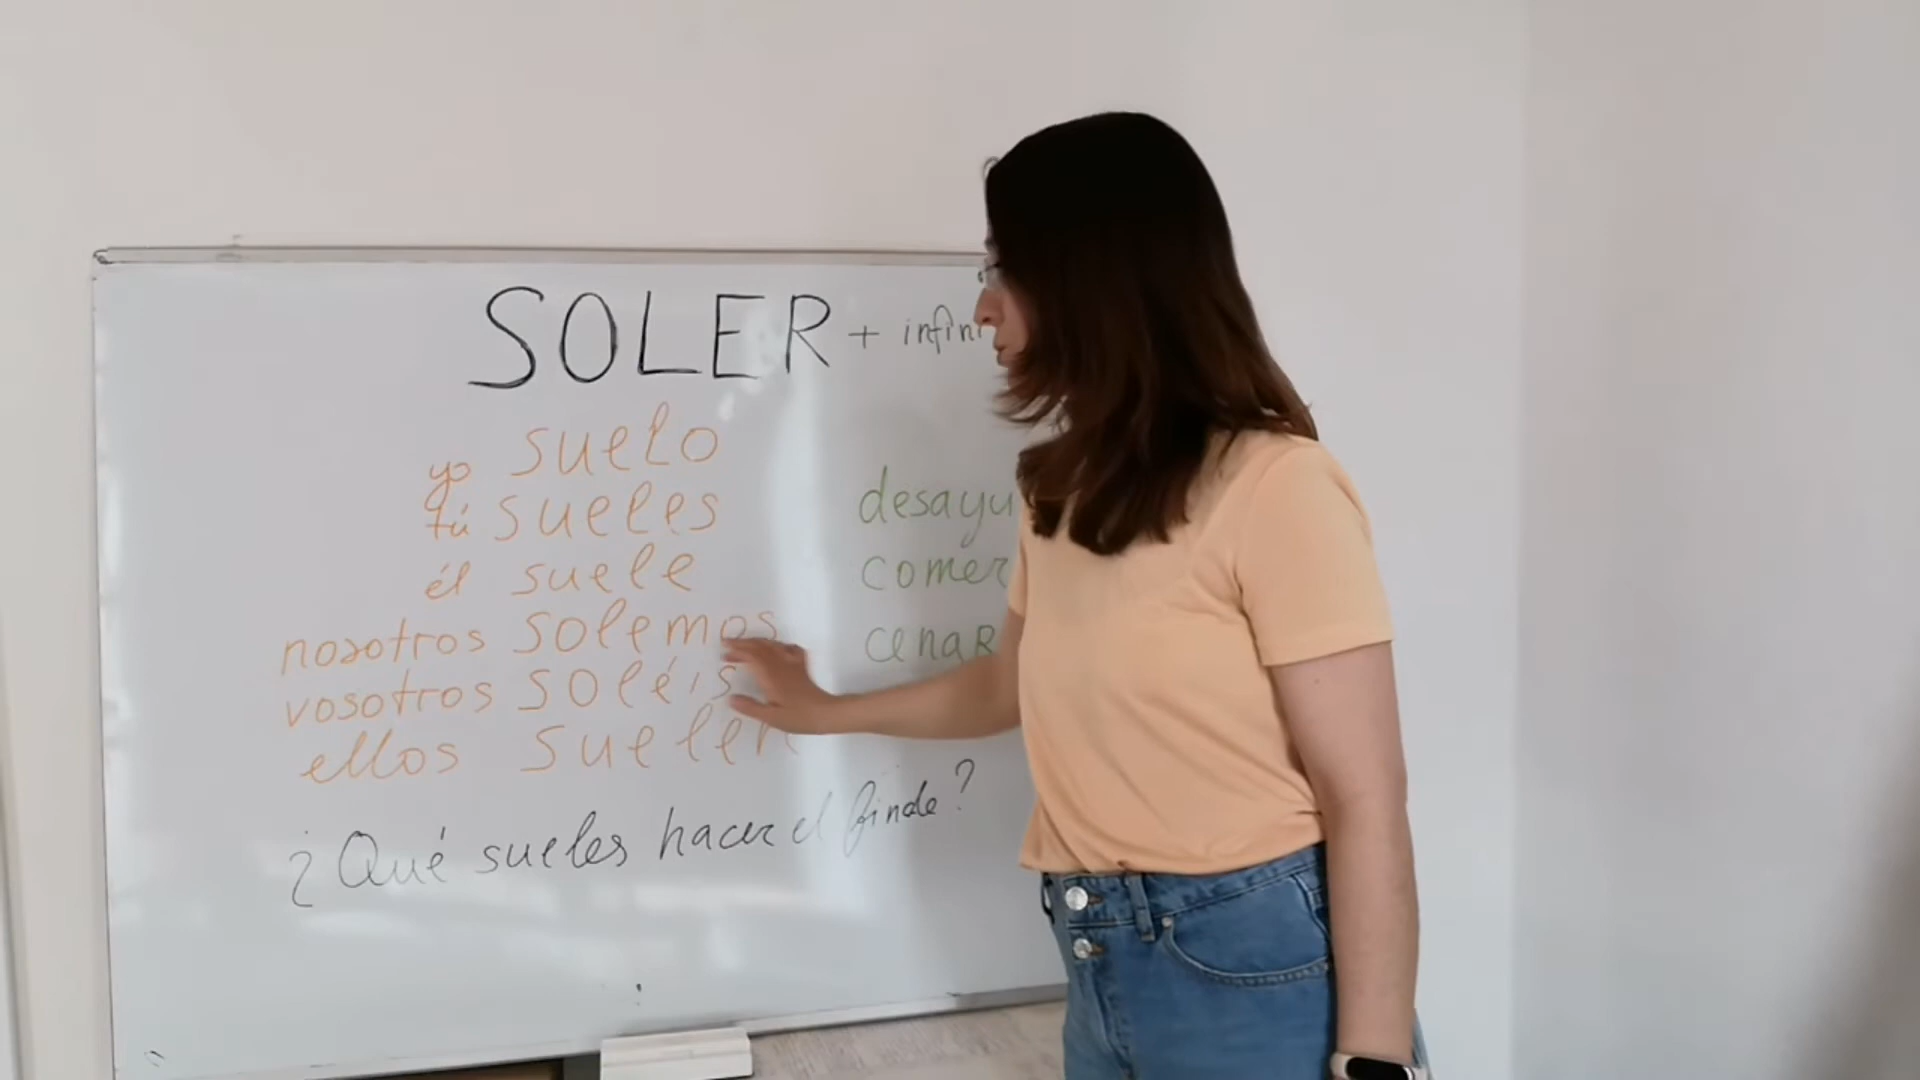 SOLER + infini
yo suelo
tú sueles
él suele
nosotros solemos
vosotros soléis
ellos suelen
desayu
comer
cenar
¿Qué sueles hacer el finde?